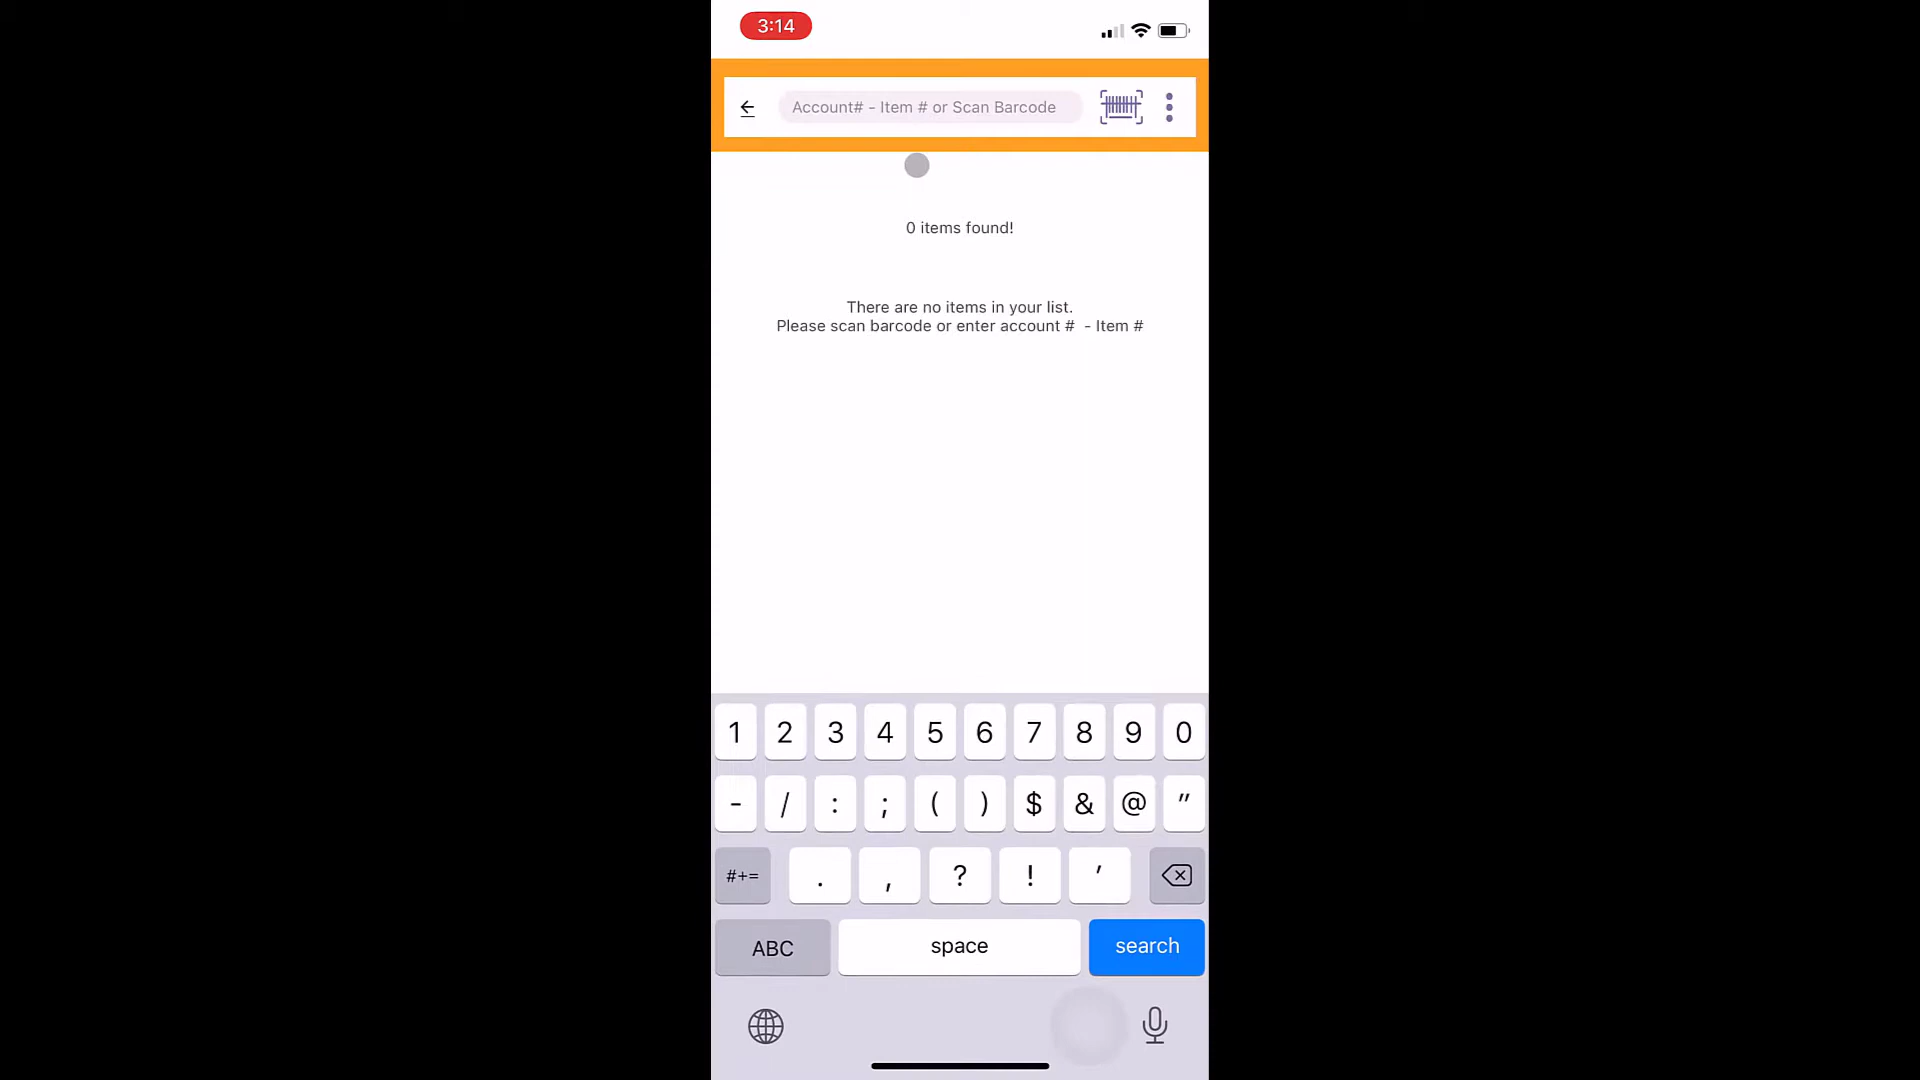 3:14
Account# - Item # or Scan Barcode
0 items found!
There are no items in your list.
Please scan barcode or enter account #  - Item #
1 2 3 4 5 6 7 8 9 0
- / : ; ( ) $ & @ "
#+= . , ? ! '
ABC space search